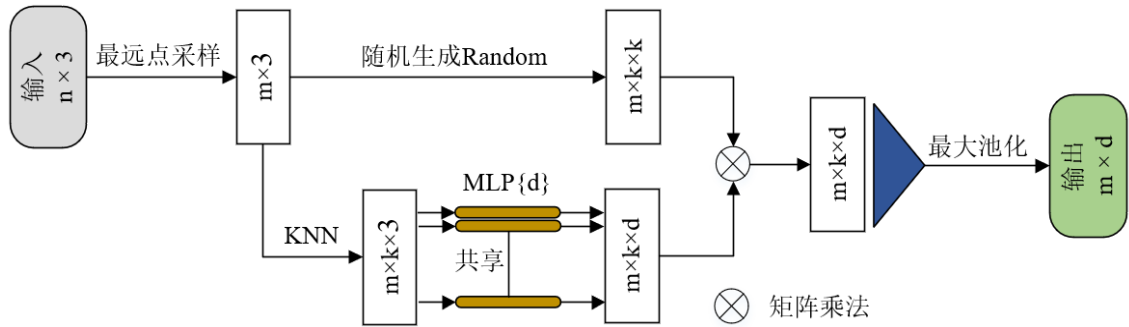 输入
n × 3
最远点采样
m×3
随机生成Random
m×k×k
KNN
m×k×3
MLP{d}
共享
m×k×d
m×k×d
最大池化
输出
m × d
矩阵乘法